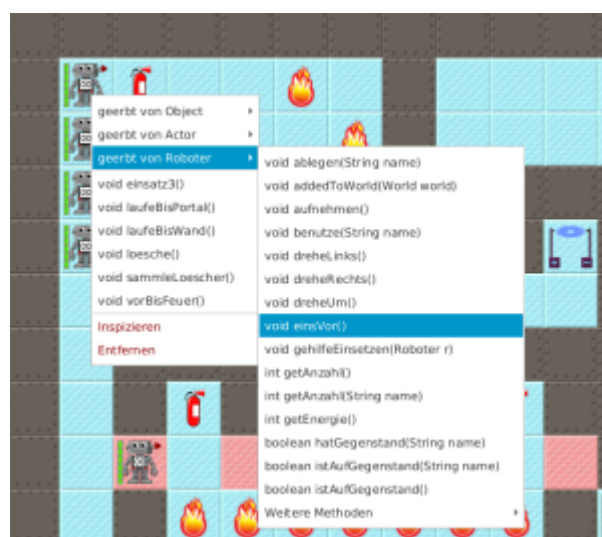 geerbt von Object
geerbt von Actor
geerbt von Roboter
void einsatz3()
void laufeBisPortal()
void laufeBisWand()
void loesche()
void sammleLoescher()
void vorBisFeuer()
Inspizieren
Entfernen
void ablegen(String name)
void addedToWorld(World world)
void aufnehmen()
void benutze(String name)
void dreheLinks()
void dreheRechts()
void dreheUm()
void einsVor()
void gehilfeEinsetzen(Roboter r)
int getAnzahl()
int getAnzahl(String name)
int getEnergie()
boolean hatGegenstand(String name)
boolean istAufGegenstand(String name)
boolean istAufGegenstand()
Weitere Methoden